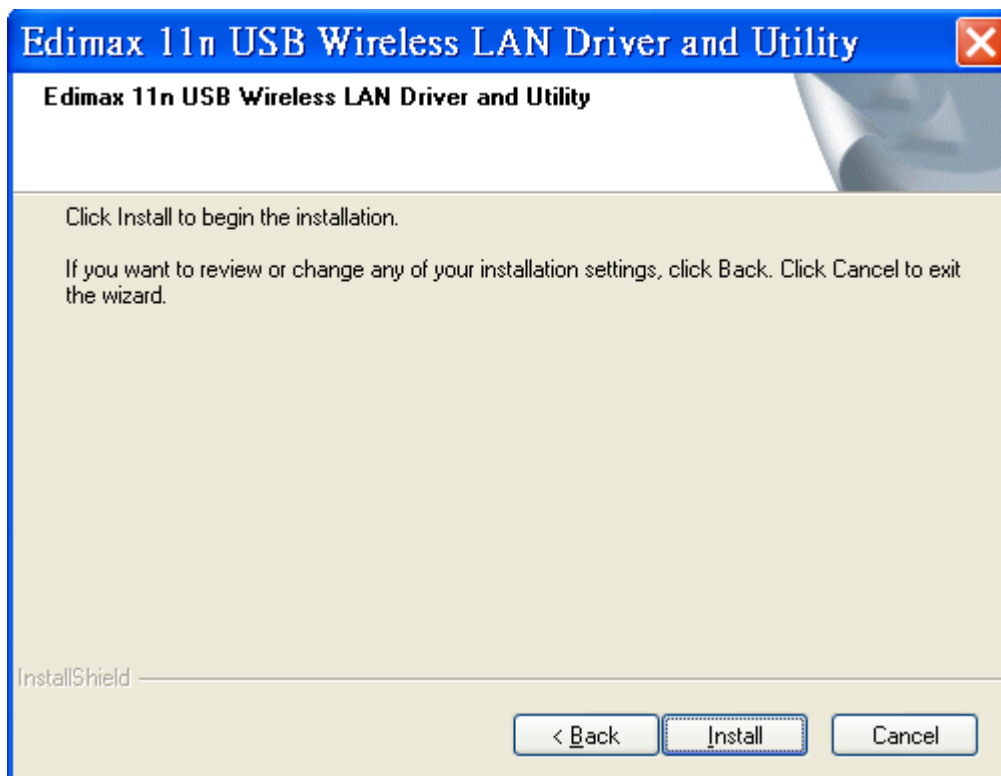 Edimax 11n USB Wireless LAN Driver and Utility
Edimax 11n USB Wireless LAN Driver and Utility
Click Install to begin the installation.
If you want to review or change any of your installation settings, click Back. Click Cancel to exit
the wizard.
InstallShield
< Back
Install
Cancel